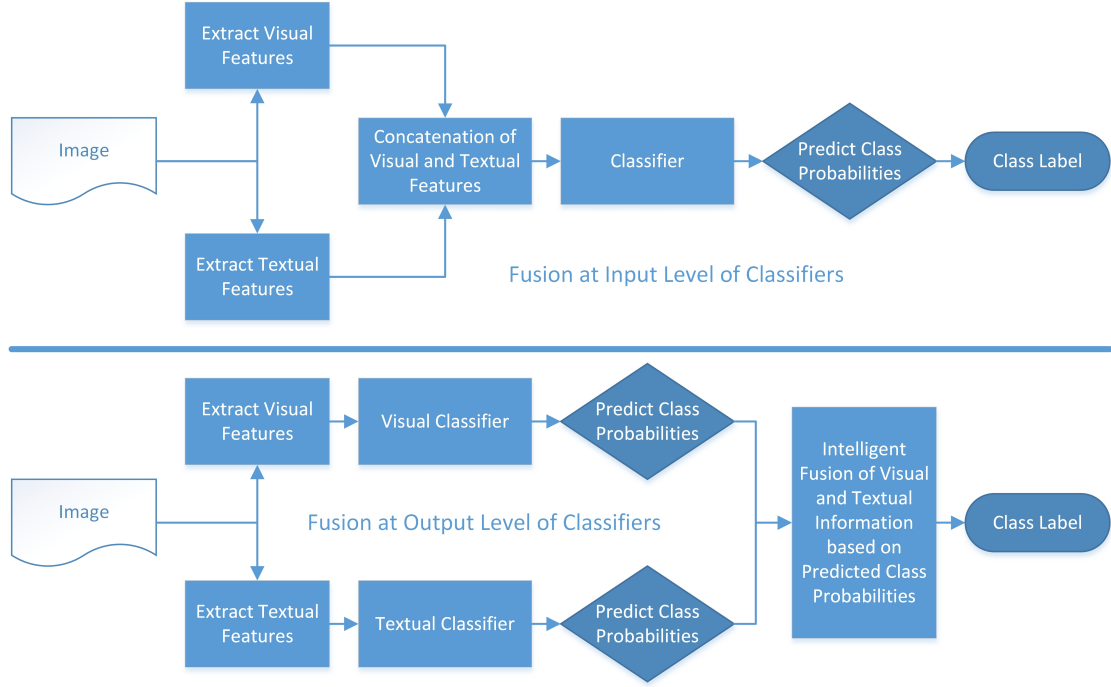 Extract Visual
Features
Image
Concatenation of
Visual and Textual
Features
Classifier
Predict Class
Probabilities
Class Label
Extract Textual
Features
Fusion at Input Level of Classifiers
Extract Visual
Features
Visual Classifier
Predict Class
Probabilities
Image
Fusion at Output Level of Classifiers
Intelligent
Fusion of Visual
and Textual
Information
based on
Predicted Class
Probabilities
Class Label
Extract Textual
Features
Textual Classifier
Predict Class
Probabilities